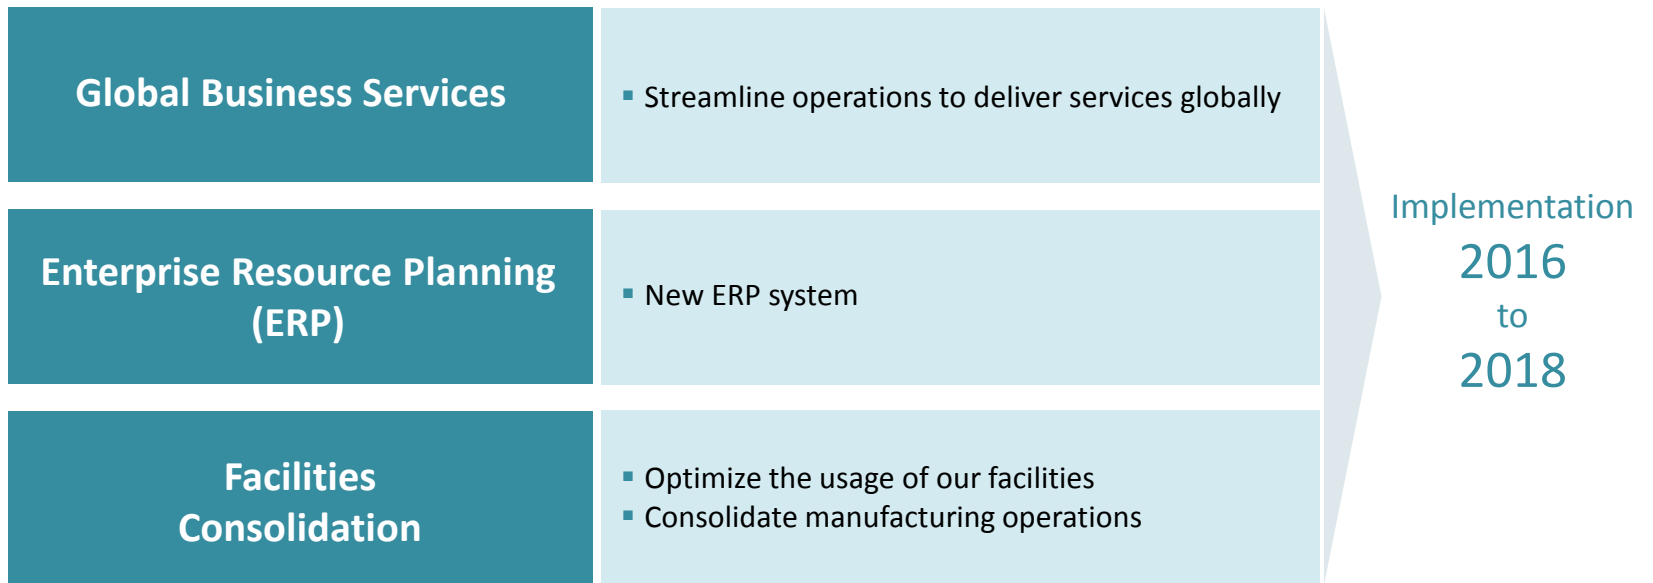 Global Business Services
▪ Streamline operations to deliver services globally
Enterprise Resource Planning
(ERP)
▪ New ERP system
Facilities
Consolidation
▪ Optimize the usage of our facilities
▪ Consolidate manufacturing operations
Implementation
2016
to
2018